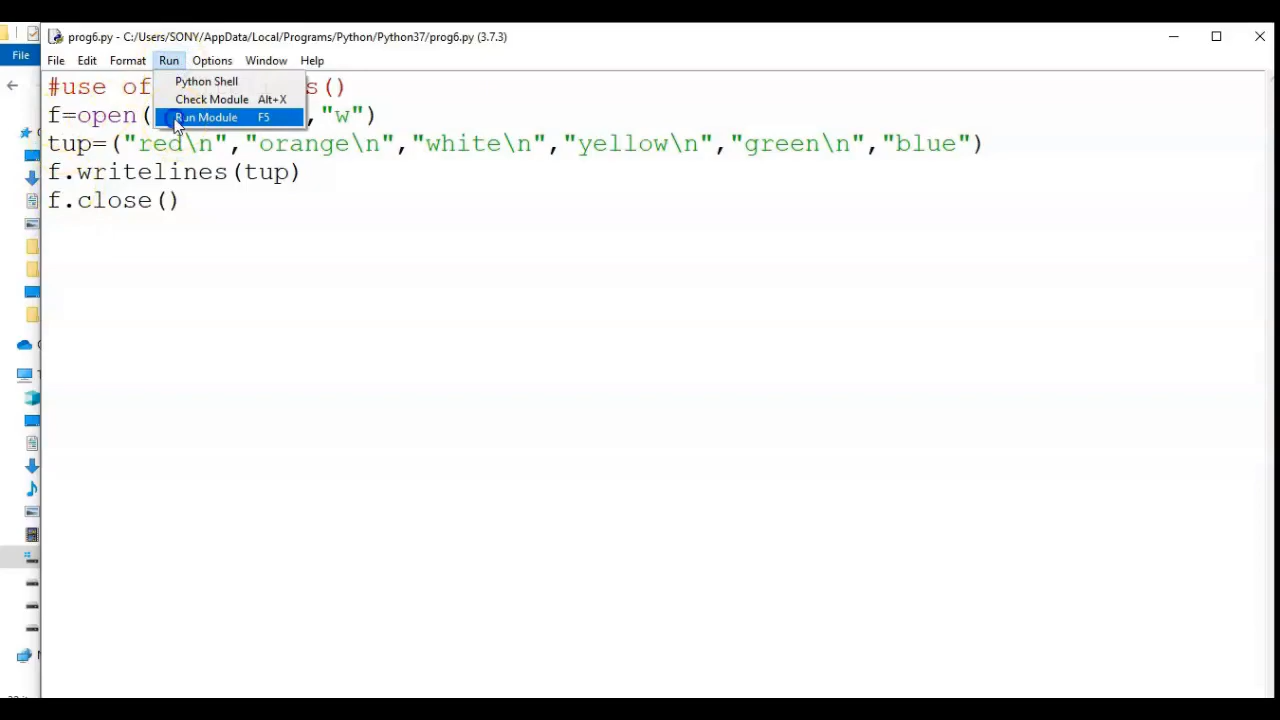 prog6.py - C:/Users/SONY/AppData/Local/Programs/Python/Python37/prog6.py (3.7.3)
File
File Edit Format Run Options Window Help
Python Shell
Check Module Alt+X
Run Module F5
#use of s()
f=open( ,"w")
tup=("red\n","orange\n","white\n","yellow\n","green\n","blue")
f.writelines(tup)
f.close()